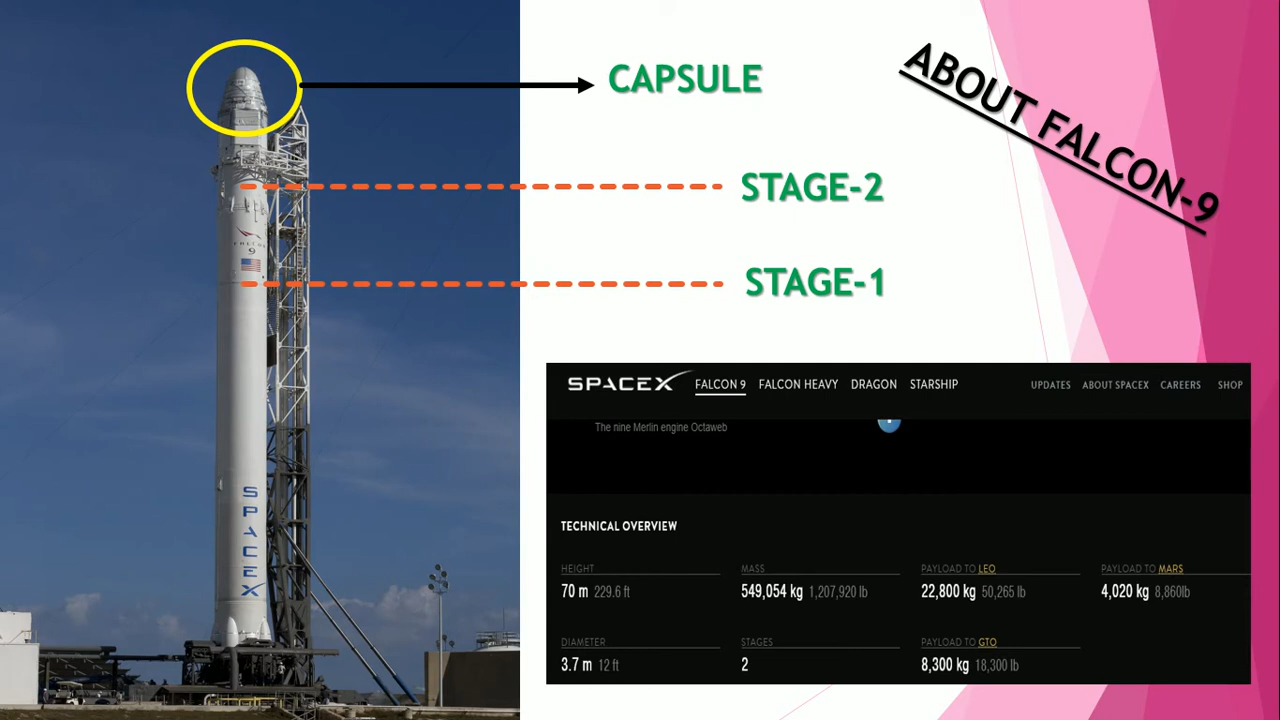 ABOUT FALCON-9
CAPSULE
STAGE-2
STAGE-1
FALCON
9
SPACEX
SPACEX FALCON 9 FALCON HEAVY DRAGON STARSHIP UPDATES ABOUT SPACEX CAREERS SHOP
The nine Merlin engine Octaweb
TECHNICAL OVERVIEW
HEIGHT MASS PAYLOAD TO LEO PAYLOAD TO MARS
70 m 229.6 ft 549,054 kg 1,207,920 lb 22,800 kg 50,265 lb 4,020 kg 8,860lb
DIAMETER STAGES PAYLOAD TO GTO
3.7 m 12 ft 2 8,300 kg 18,300 lb